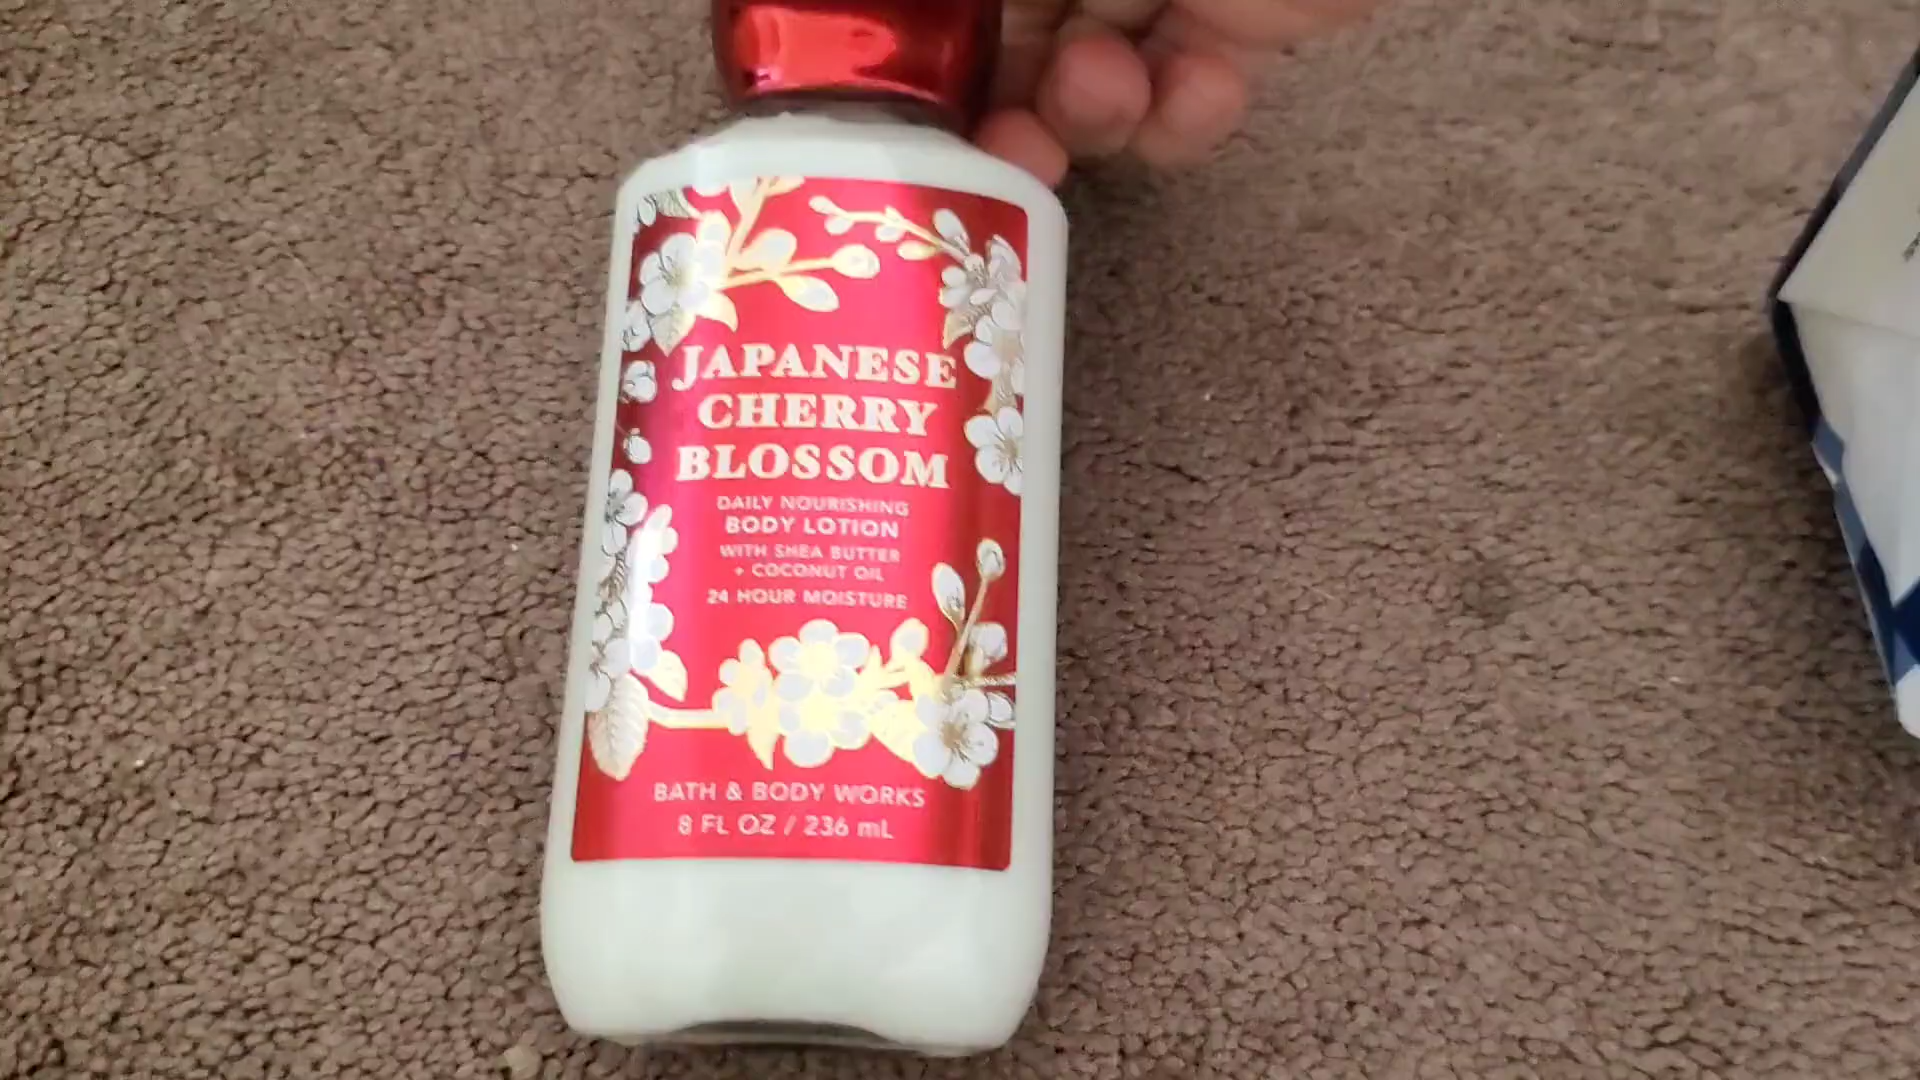 JAPANESE
CHERRY
BLOSSOM
DAILY NOURISHING
BODY LOTION
WITH SHEA BUTTER
+ COCONUT OIL
24 HOUR MOISTURE
BATH & BODY WORKS
8 FL OZ / 236 mL